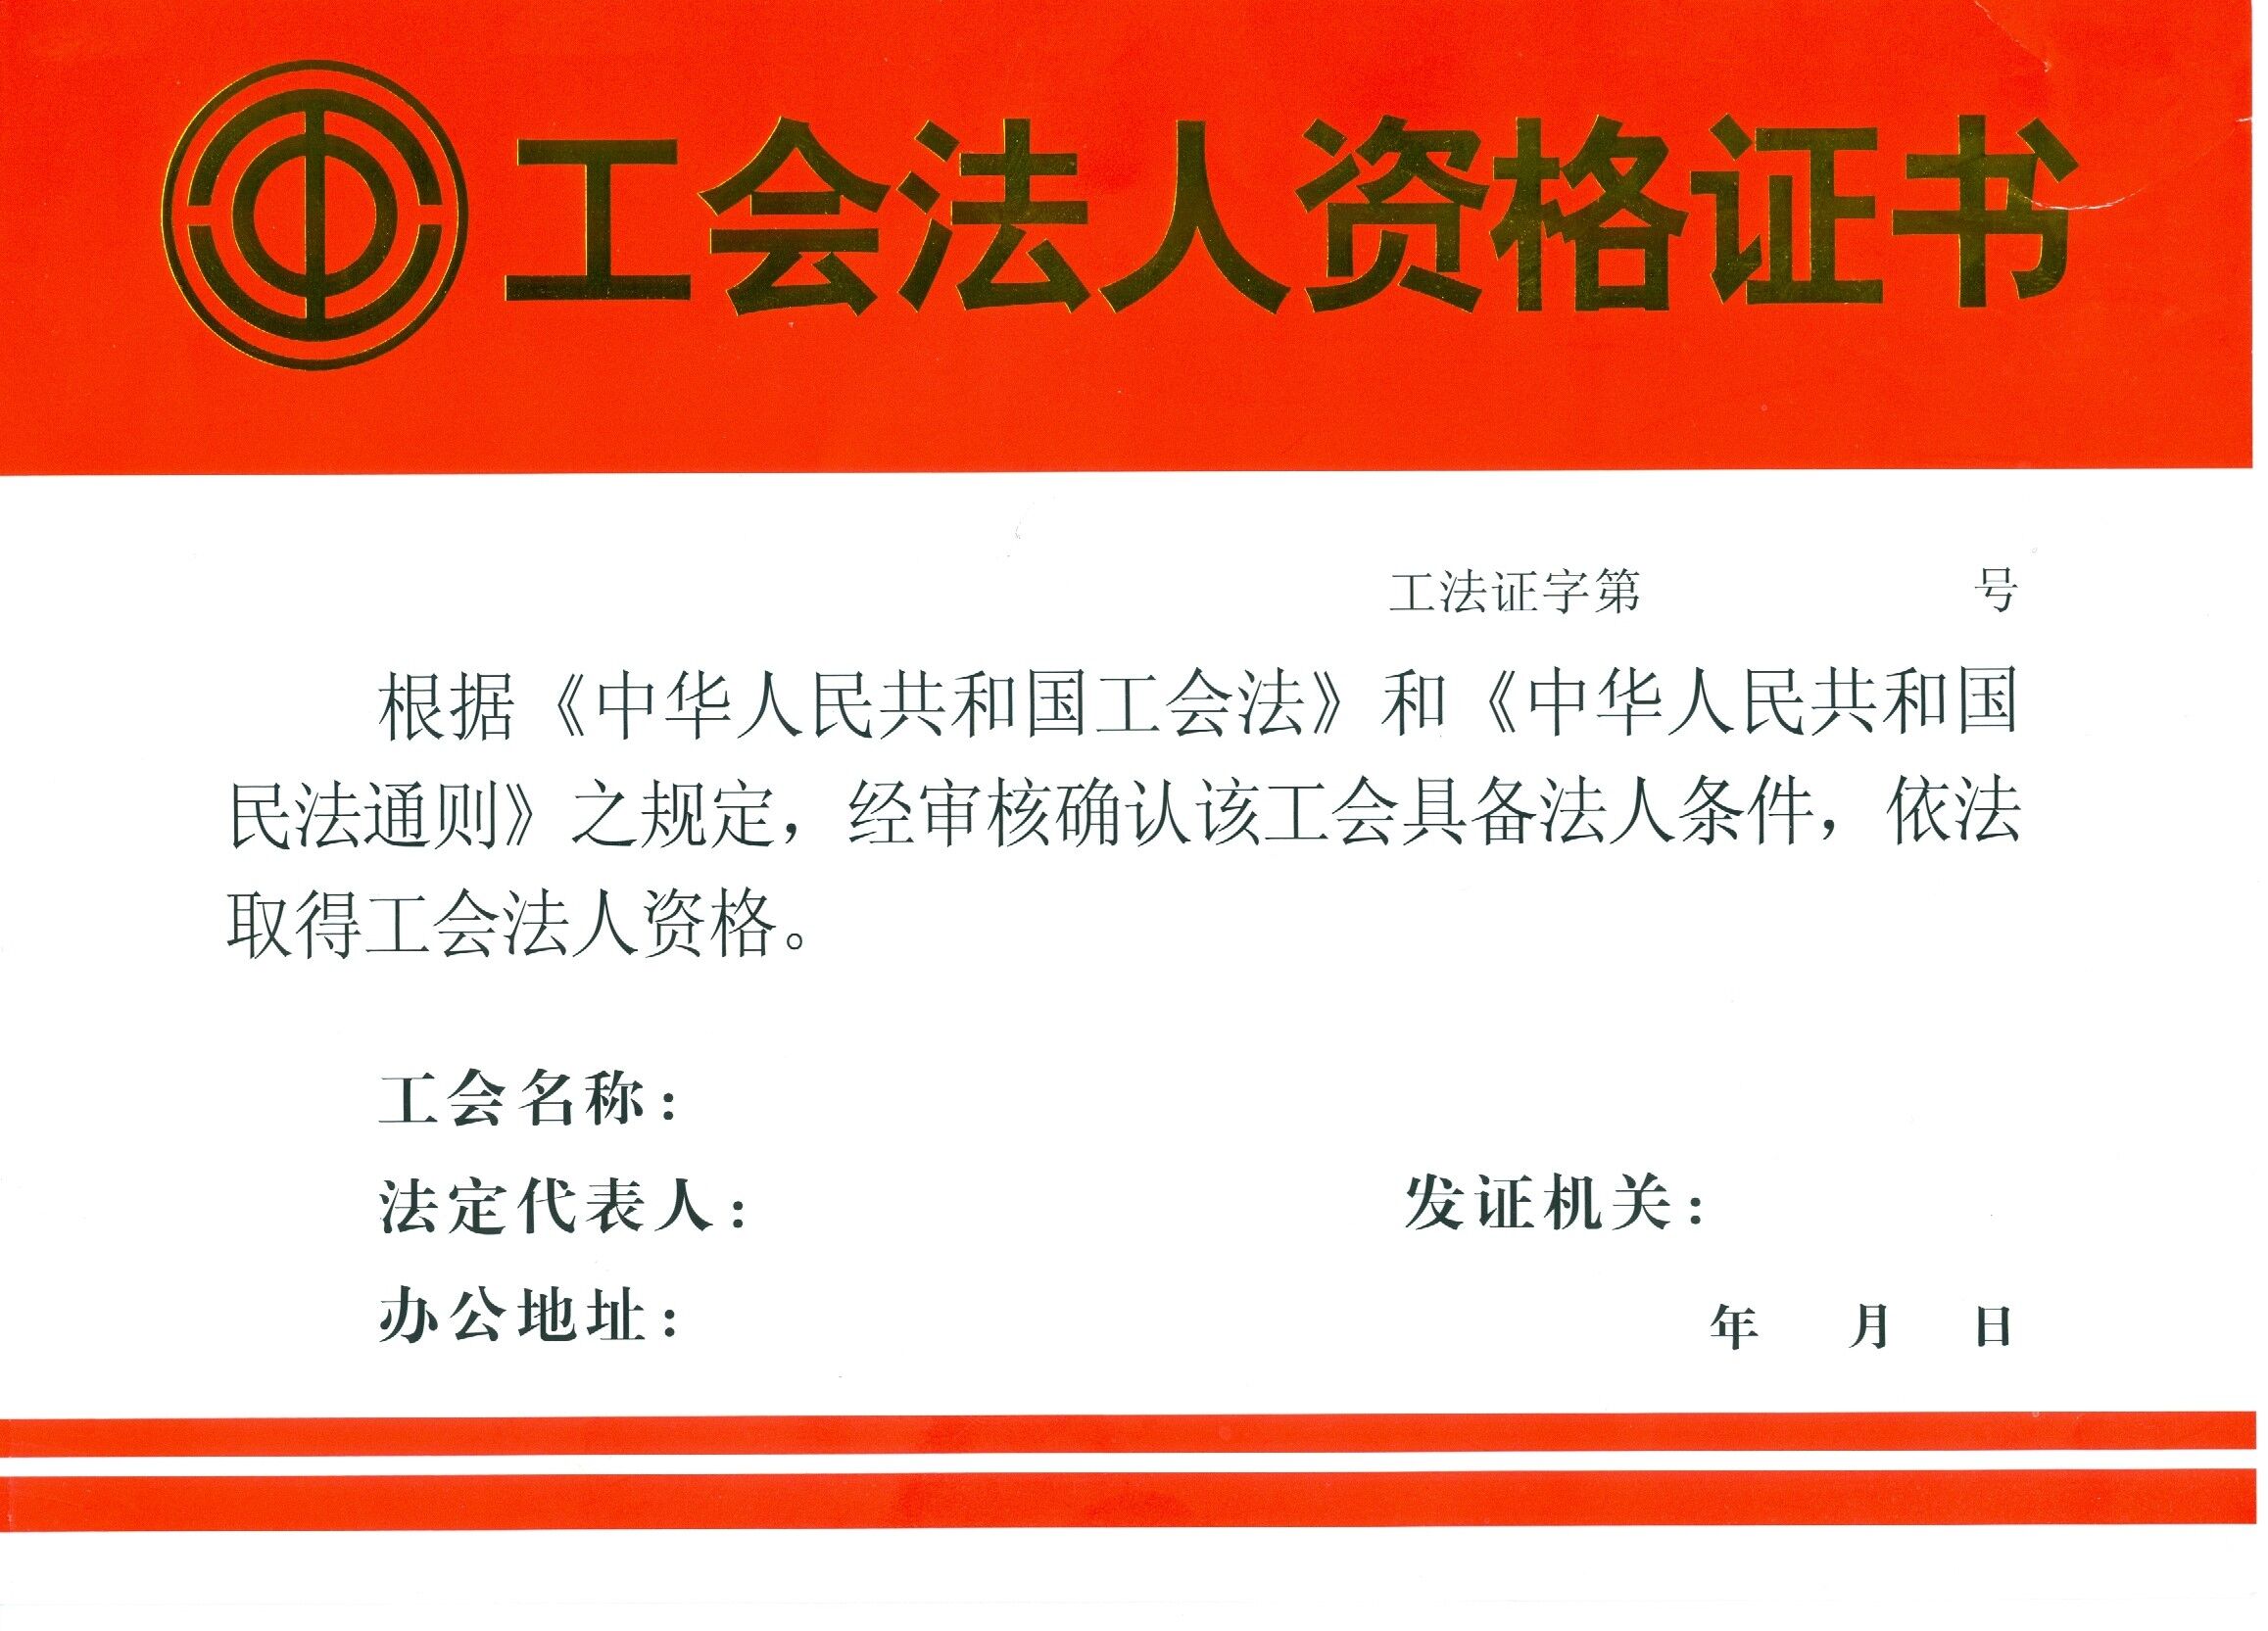 工会法人资格证书
工法证字第 号
根据《中华人民共和国工会法》和《中华人民共和国
民法通则》之规定，经审核确认该工会具备法人条件，依法
取得工会法人资格。
工会名称：
法定代表人： 发证机关：
办公地址： 年 月 日